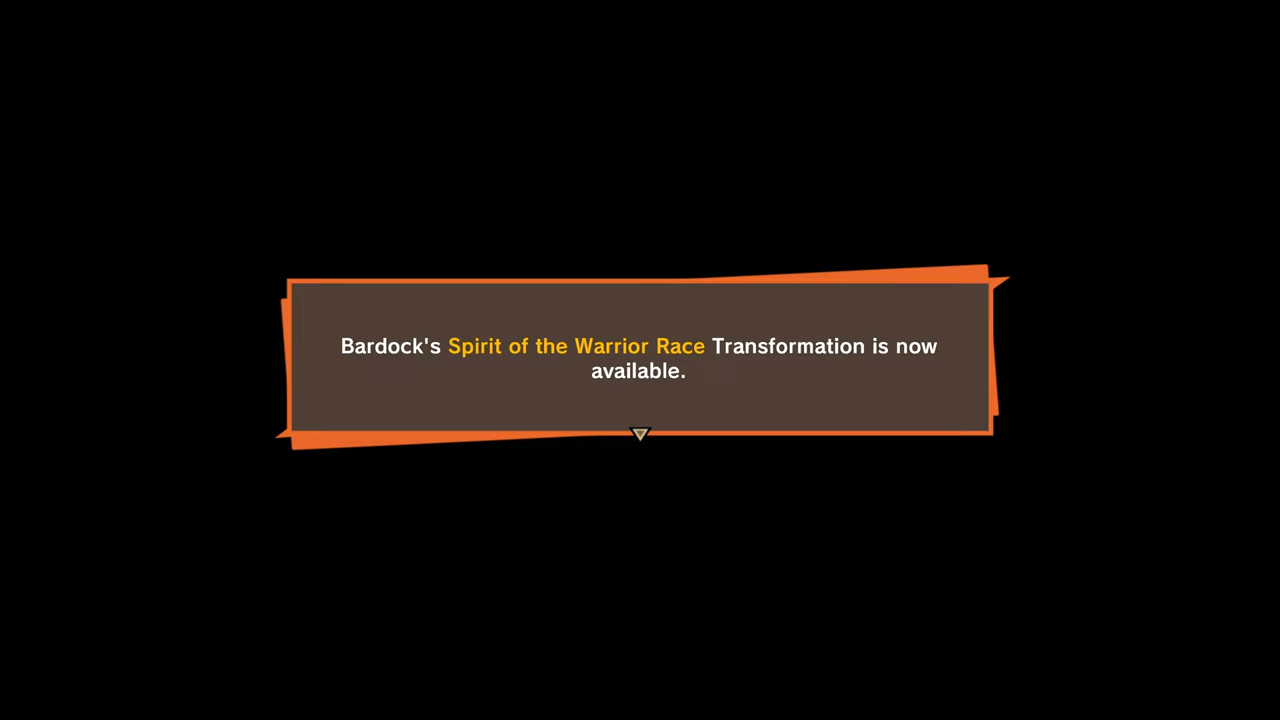 Bardock's Spirit of the Warrior Race Transformation is now
available.